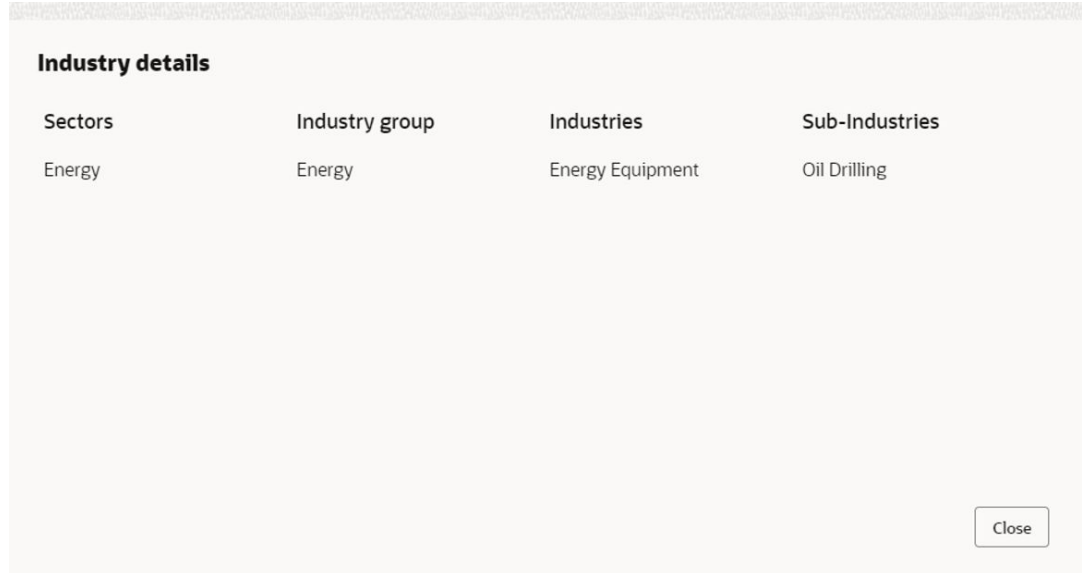 Industry details
Sectors Industry group Industries Sub-Industries
Energy Energy Energy Equipment Oil Drilling
Close